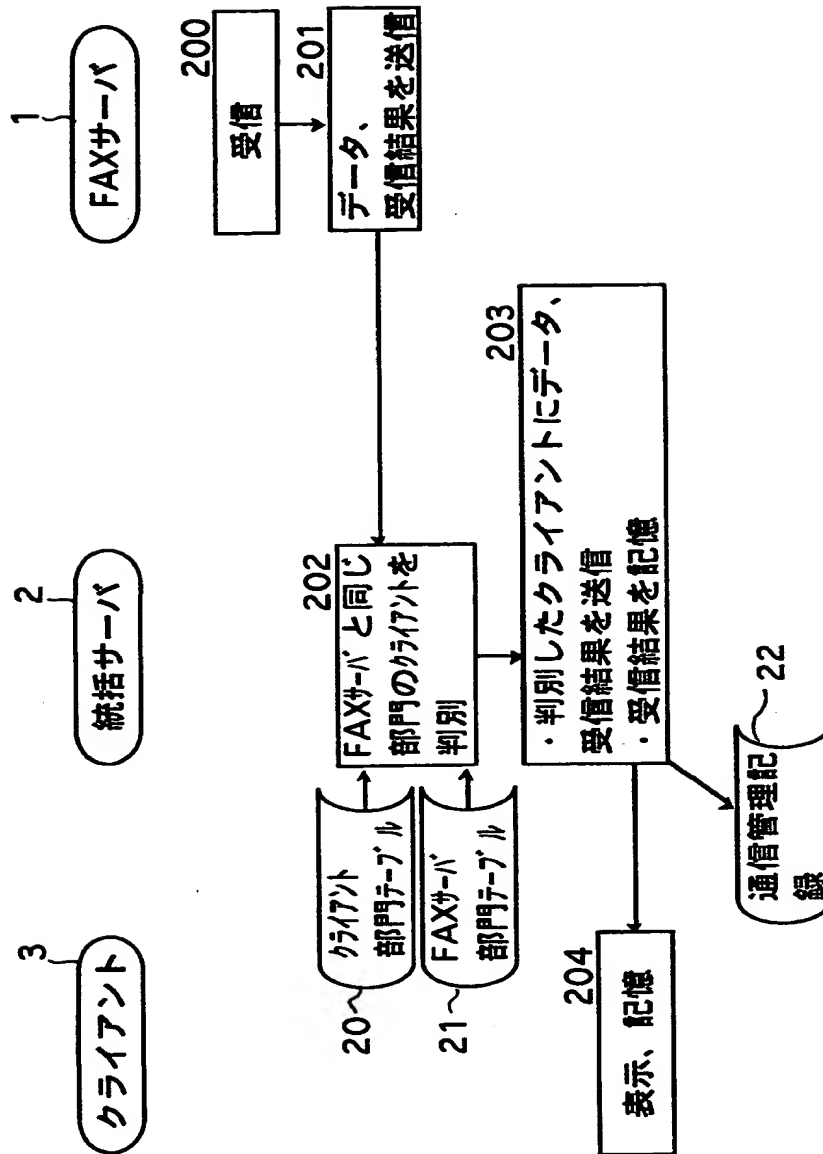 3
クライアント
2
統括サーバ
1
FAXサーバ
200
受信
201
データ、
受信結果を送信
20
クライアント
部門テーブル
21
FAXサーバ
部門テーブル
202
FAXサーバと同じ
部門のクライアントを
判別
203
・判別したクライアントにデータ、
受信結果を送信
・受信結果を記憶
204
表示、記憶
22
通信管理記
録